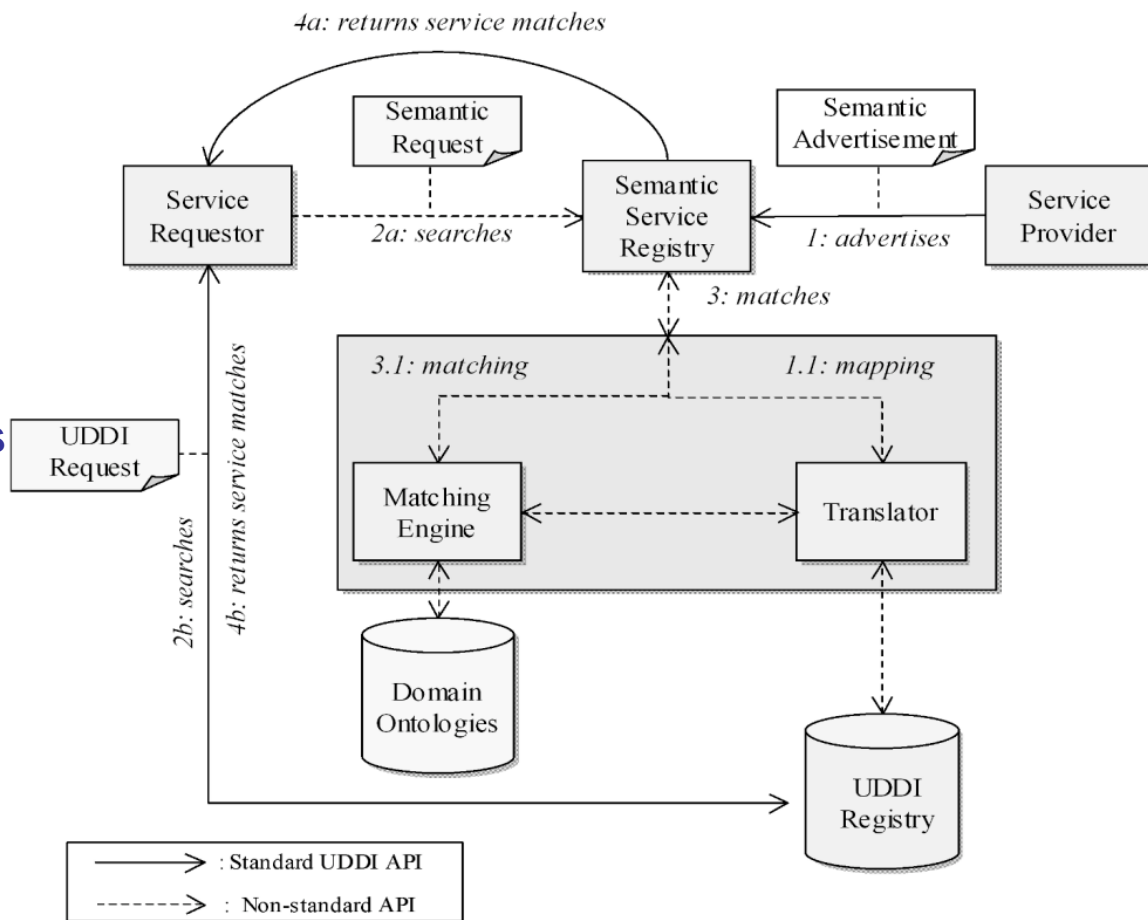 4a: returns service matches
Semantic
Request
Semantic
Advertisement
Service
Requestor
2a: searches
Semantic
Service
Registry
1: advertises
Service
Provider
3: matches
3.1: matching
1.1: mapping
s
UDDI
Request
2b: searches
4b: returns service matches
Matching
Engine
Translator
Domain
Ontologies
UDDI
Registry
: Standard UDDI API
: Non-standard API